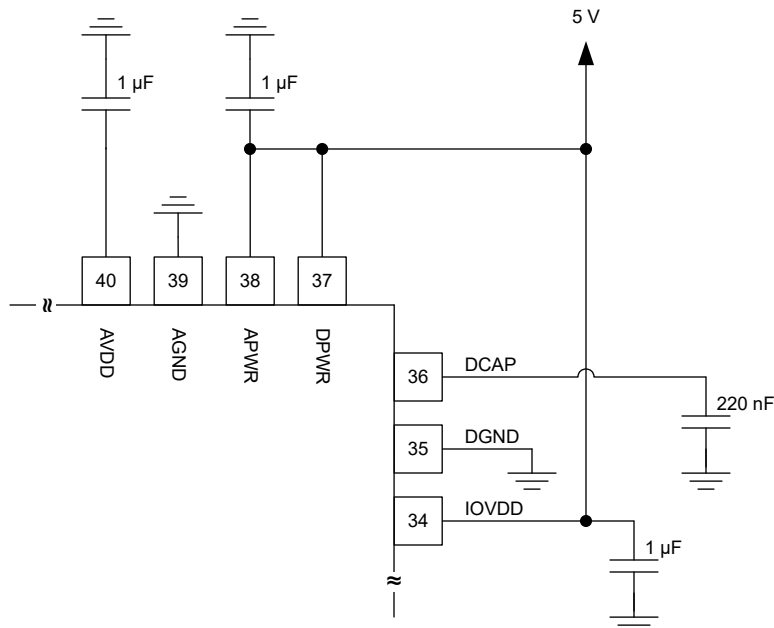 5 V
1 µF
1 µF
40
39
38
37
AVDD
AGND
APWR
DPWR
36
DCAP
220 nF
35
DGND
34
IOVDD
1 µF